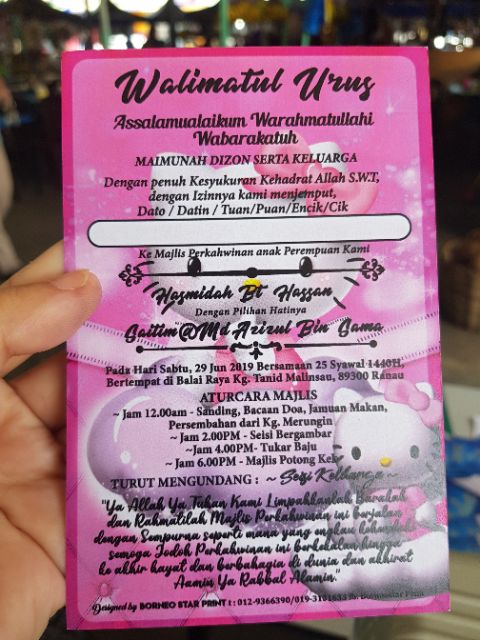 Walimatul Urus
Assalamualaikum Warahmatullahi
Wabarakatuh
MAIMUNAH DIZON SERTA KELUARGA
Dengan penuh Kesyukuran Kehadrat Allah S.W.T,
dengan Izinnya kami menjemput,
Dato / Datin / Tuan/Puan/Encik/Cik
Ke Majlis Perkahwinan anak Perempuan Kami
Hazmidah Bt Hassan
Dengan Pilihan Hatinya
Saitim@Md Azizul Bin Gama
Pada Hari Sabtu, 29 Jun 2019 Bersamaan 25 Syawal 1440H,
Bertempat di Balai Raya Kg. Tanid Malinsau, 89300 Ranau
ATURCARA MAJLIS
~ Jam 12.00am - Sanding, Bacaan Doa, Jamuan Makan,
Persembahan dari Kg. Merungin
~ Jam 2.00PM - Seisi Bergambar
~Jam 4.00PM- Tukar Baju
~ Jam 6.00PM - Majlis Potong Kek
TURUT MENGUNDANG : ~ Seisi Keluarga ~
"Ya Allah Ya Tuhan Kami Limpahkanlah Barakah
dan Rahmatilah Majlis Perkahwinan ini berjalan
dengan Sempurna seperti mana yang engkau kehendaki
semoga Jodoh Perkahwinan ini berkekalan hingga
ke akhir hayat dan berbahagia di dunia dan akhirat
Aamin Ya Rabbal Alamin."
Designed by BORNEO STAR PRINT t : 012-9366390/019-